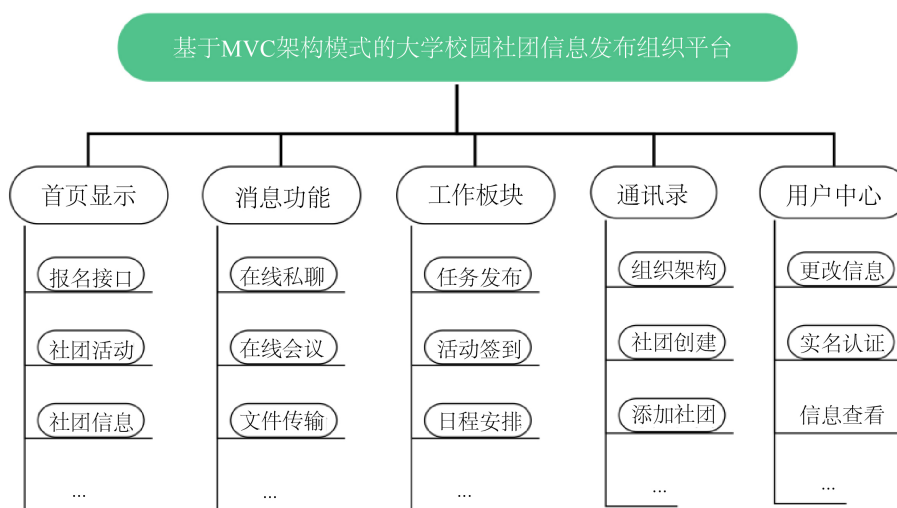 基于MVC架构模式的大学校园社团信息发布组织平台
首页显示
消息功能
工作板块
通讯录
用户中心
报名接口
在线私聊
任务发布
组织架构
更改信息
社团活动
在线会议
活动签到
社团创建
实名认证
社团信息
文件传输
日程安排
添加社团
信息查看
...
...
...
...
...